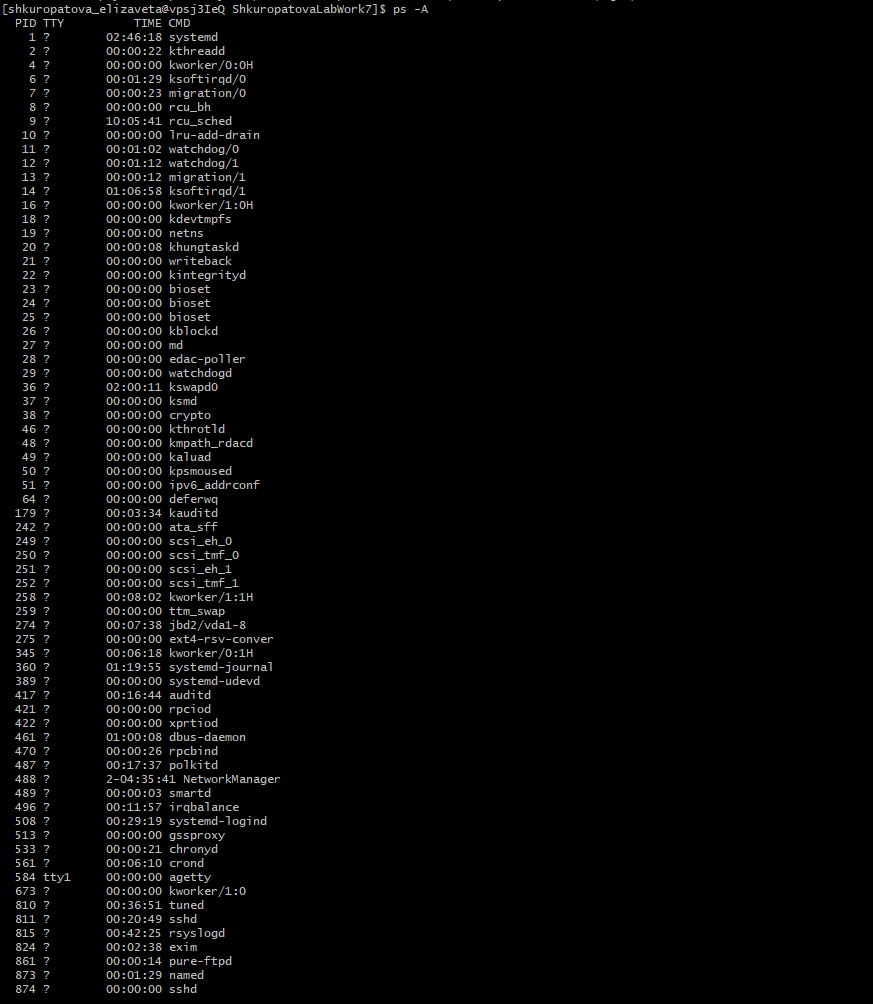 [shkuropatova_elizaveta@vpsj3IeQ ShkuropatovaLabWork7]$ ps -A
  PID TTY          TIME CMD
    1 ?        02:46:18 systemd
    2 ?        00:00:22 kthreadd
    4 ?        00:00:00 kworker/0:0H
    6 ?        00:01:29 ksoftirqd/0
    7 ?        00:00:23 migration/0
    8 ?        00:00:00 rcu_bh
    9 ?        10:05:41 rcu_sched
   10 ?        00:00:00 lru-add-drain
   11 ?        00:01:02 watchdog/0
   12 ?        00:01:12 watchdog/1
   13 ?        00:00:12 migration/1
   14 ?        01:06:58 ksoftirqd/1
   16 ?        00:00:00 kworker/1:0H
   18 ?        00:00:00 kdevtmpfs
   19 ?        00:00:00 netns
   20 ?        00:00:08 khungtaskd
   21 ?        00:00:00 writeback
   22 ?        00:00:00 kintegrityd
   23 ?        00:00:00 bioset
   24 ?        00:00:00 bioset
   25 ?        00:00:00 bioset
   26 ?        00:00:00 kblockd
   27 ?        00:00:00 md
   28 ?        00:00:00 edac-poller
   29 ?        00:00:00 watchdogd
   36 ?        02:00:11 kswapd0
   37 ?        00:00:00 ksmd
   38 ?        00:00:00 crypto
   46 ?        00:00:00 kthrotld
   48 ?        00:00:00 kmpath_rdacd
   49 ?        00:00:00 kaluad
   50 ?        00:00:00 kpsmoused
   51 ?        00:00:00 ipv6_addrconf
   64 ?        00:00:00 deferwq
  179 ?        00:03:34 kauditd
  242 ?        00:00:00 ata_sff
  249 ?        00:00:00 scsi_eh_0
  250 ?        00:00:00 scsi_tmf_0
  251 ?        00:00:00 scsi_eh_1
  252 ?        00:00:00 scsi_tmf_1
  258 ?        00:08:02 kworker/1:1H
  259 ?        00:00:00 ttm_swap
  274 ?        00:07:38 jbd2/vda1-8
  275 ?        00:00:00 ext4-rsv-conver
  345 ?        00:06:18 kworker/0:1H
  360 ?        01:19:55 systemd-journal
  389 ?        00:00:00 systemd-udevd
  417 ?        00:16:44 auditd
  421 ?        00:00:00 rpciod
  422 ?        00:00:00 xprtiod
  461 ?        01:00:08 dbus-daemon
  470 ?        00:00:26 rpcbind
  487 ?        00:17:37 polkitd
  488 ?        2-04:35:41 NetworkManager
  489 ?        00:00:03 smartd
  496 ?        00:11:57 irqbalance
  508 ?        00:29:19 systemd-logind
  513 ?        00:00:00 gssproxy
  533 ?        00:00:21 chronyd
  561 ?        00:06:10 crond
  584 tty1     00:00:00 agetty
  673 ?        00:00:00 kworker/1:0
  810 ?        00:36:51 tuned
  811 ?        00:20:49 sshd
  815 ?        00:42:25 rsyslogd
  824 ?        00:02:38 exim
  861 ?        00:00:14 pure-ftpd
  873 ?        00:01:29 named
  874 ?        00:00:00 sshd